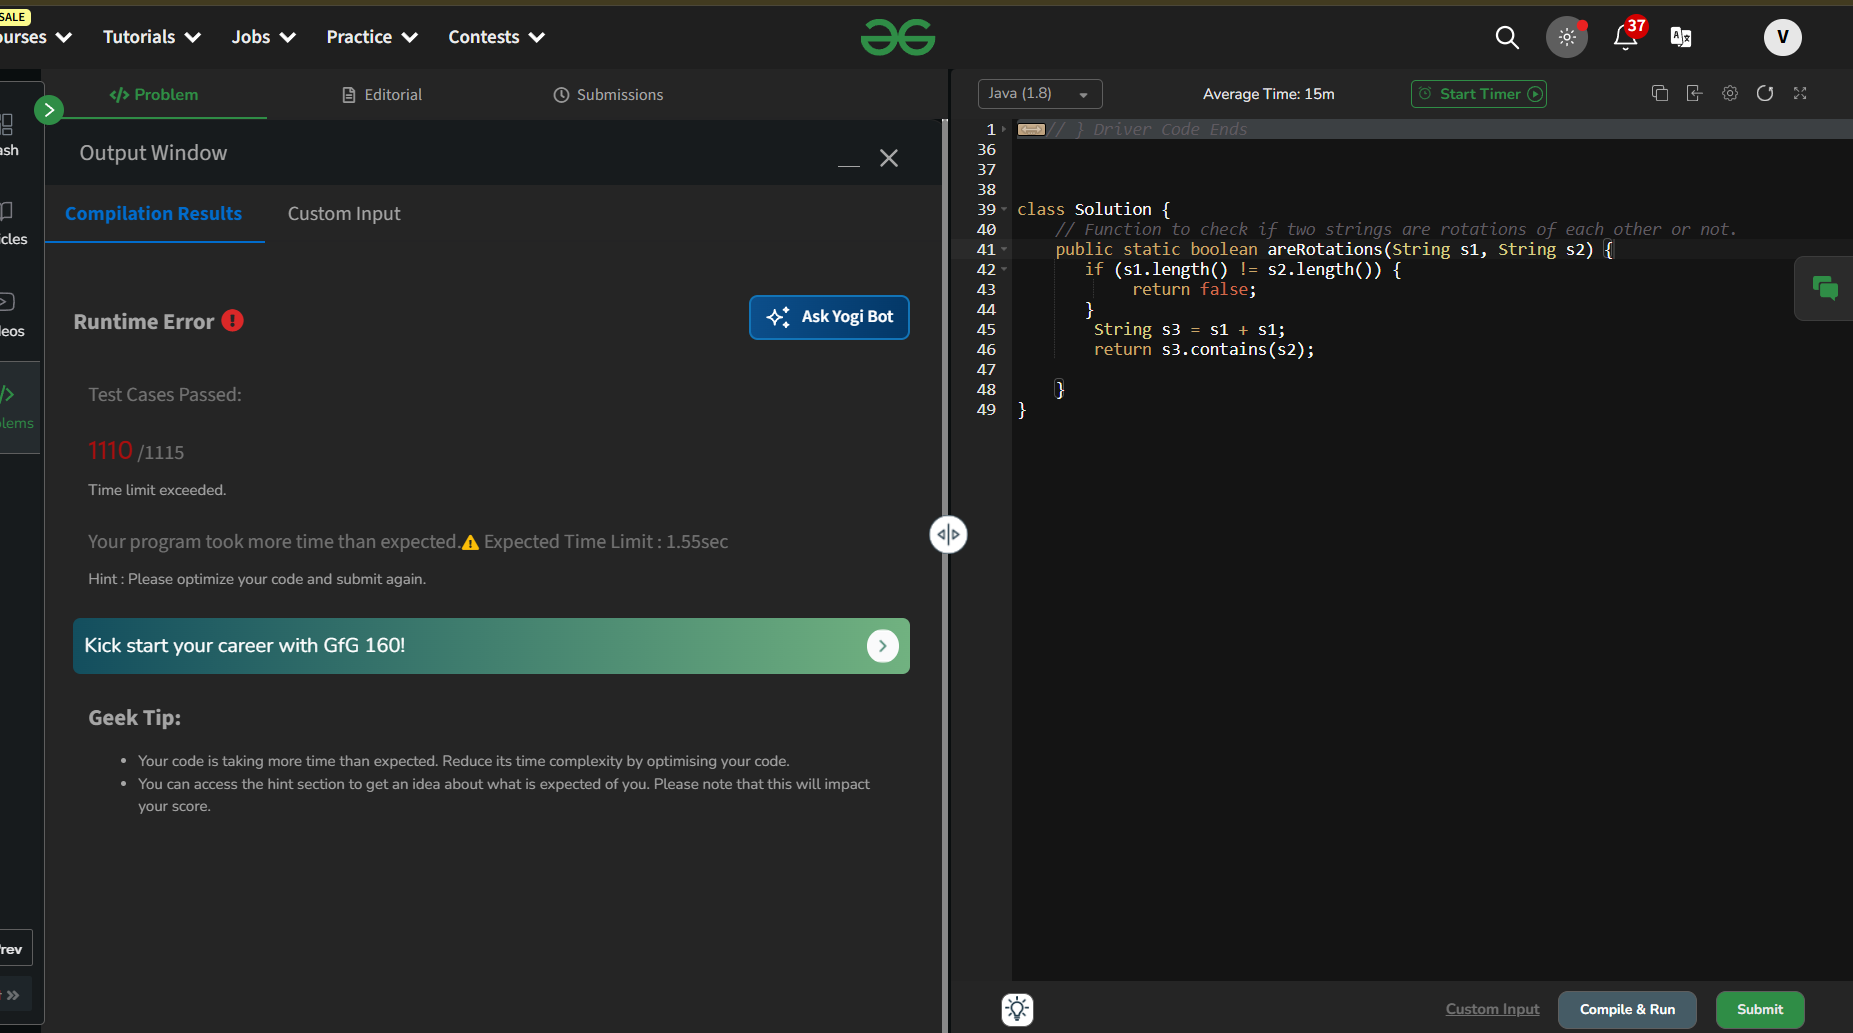 SALE
ourses
Tutorials
Jobs
Practice
Contests
37
V
Problem
Editorial
Submissions
ash
icles
eos
lems
rev
Output Window
Compilation Results
Custom Input
Runtime Error
Ask Yogi Bot
Test Cases Passed:
1110 /1115
Time limit exceeded.
Your program took more time than expected. Expected Time Limit : 1.55sec
Hint : Please optimize your code and submit again.
Kick start your career with GfG 160!
Geek Tip:
• Your code is taking more time than expected. Reduce its time complexity by optimising your code.
• You can access the hint section to get an idea about what is expected of you. Please note that this will impact
your score.
Java (1.8)
Average Time: 15m
Start Timer
1 // } Driver Code Ends
36
37
38
39 class Solution {
40 // Function to check if two strings are rotations of each other or not.
41 public static boolean areRotations(String s1, String s2) {
42 if (s1.length() != s2.length()) {
43 return false;
44 }
45 String s3 = s1 + s1;
46 return s3.contains(s2);
47
48 }
49 }
Custom Input
Compile & Run
Submit